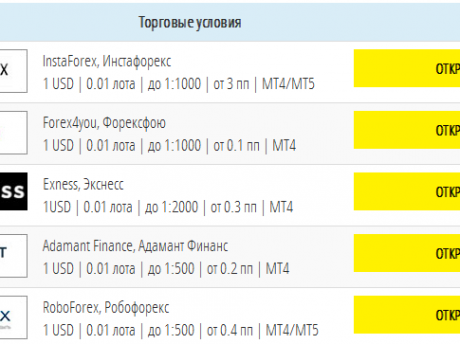 Торговые условия
X
InstaForex, Инстафорекс
1 USD | 0.01 лота | до 1:1000 | от 3 пп | MT4/MT5
ОТКР
Forex4you, Форексфою
1 USD | 0.01 лота | до 1:1000 | от 0.1 пп | MT4
ОТКР
SS
Exness, Экснесс
1USD | 0.01 лота | до 1:2000 | от 0.3 пп | MT4
ОТКР
T
Adamant Finance, Адамант Финанс
1 USD | 0.01 лота | до 1:500 | от 0.2 пп | MT4
ОТКР
X
RoboForex, Робофорекс
1 USD | 0.01 лота | до 1:500 | от 0.4 пп | MT4/MT5
ОТКР